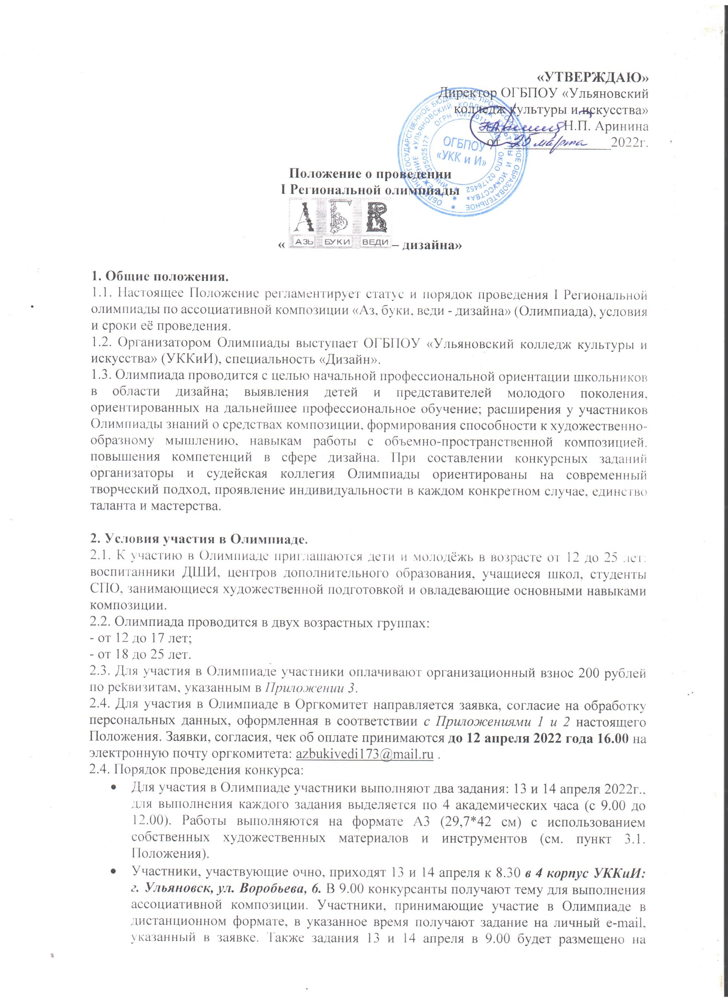 «УТВЕРЖДАЮ»
Директор ОГБПОУ «Ульяновский
колледж культуры и искусства»
Н.П. Аринина
от 25 марта 2022г.
ОГБПОУ
«УКК и И»
Положение о проведении
I Региональной олимпиады
А Б В
« АЗЬ БУКИ ВЕДИ – дизайна»
1. Общие положения.
1.1. Настоящее Положение регламентирует статус и порядок проведения I Региональной
олимпиады по ассоциативной композиции «Аз, буки, веди - дизайна» (Олимпиада), условия
и сроки её проведения.
1.2. Организатором Олимпиады выступает ОГБПОУ «Ульяновский колледж культуры и
искусства» (УККиИ), специальность «Дизайн».
1.3. Олимпиада проводится с целью начальной профессиональной ориентации школьников
в области дизайна; выявления детей и представителей молодого поколения,
ориентированных на дальнейшее профессиональное обучение; расширения у участников
Олимпиады знаний о средствах композиции, формирования способности к художественно-
образному мышлению, навыкам работы с объемно-пространственной композицией,
повышения компетенций в сфере дизайна. При составлении конкурсных заданий
организаторы и судейская коллегия Олимпиады ориентированы на современный
творческий подход, проявление индивидуальности в каждом конкретном случае, единство
таланта и мастерства.
2. Условия участия в Олимпиаде.
2.1. К участию в Олимпиаде приглашаются дети и молодёжь в возрасте от 12 до 25 лет:
воспитанники ДШИ, центров дополнительного образования, учащиеся школ, студенты
СПО, занимающиеся художественной подготовкой и овладевающие основными навыками
композиции.
2.2. Олимпиада проводится в двух возрастных группах:
- от 12 до 17 лет;
- от 18 до 25 лет.
2.3. Для участия в Олимпиаде участники оплачивают организационный взнос 200 рублей
по реквизитам, указанным в Приложении 3.
2.4. Для участия в Олимпиаде в Оргкомитет направляется заявка, согласие на обработку
персональных данных, оформленная в соответствии с Приложениями 1 и 2 настоящего
Положения. Заявки, согласия, чек об оплате принимаются до 12 апреля 2022 года 16.00 на
электронную почту оргкомитета: azbukivedi173@mail.ru .
2.4. Порядок проведения конкурса:
• Для участия в Олимпиаде участники выполняют два задания: 13 и 14 апреля 2022г.,
для выполнения каждого задания выделяется по 4 академических часа (с 9.00 до
12.00). Работы выполняются на формате А3 (29,7*42 см) с использованием
собственных художественных материалов и инструментов (см. пункт 3.1.
Положения).
• Участники, участвующие очно, приходят 13 и 14 апреля к 8.30 в 4 корпус УККиИ:
г. Ульяновск, ул. Воробьева, 6. В 9.00 конкурсанты получают тему для выполнения
ассоциативной композиции. Участники, принимающие участие в Олимпиаде в
дистанционном формате, в указанное время получают задание на личный e-mail,
указанный в заявке. Также задания 13 и 14 апреля в 9.00 будет размещено на